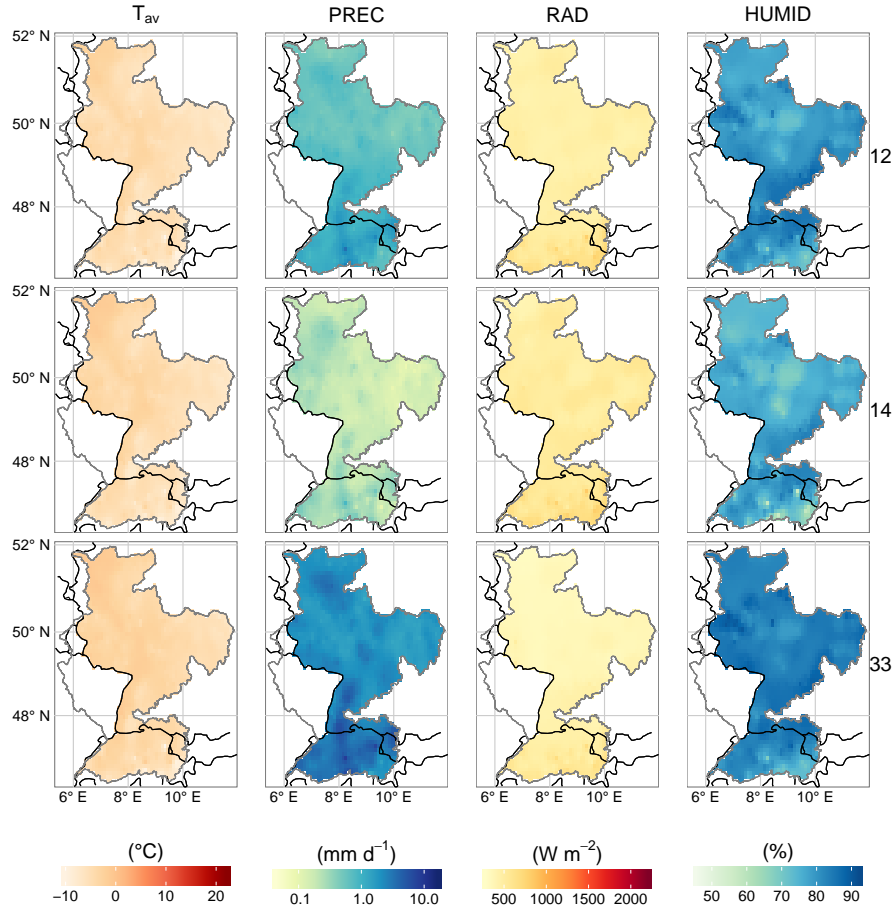 T_av PREC RAD HUMID
52° N
50° N
48° N
12
52° N
50° N
48° N
14
52° N
50° N
48° N
33
6° E 8° E 10° E 6° E 8° E 10° E 6° E 8° E 10° E 6° E 8° E 10° E
(°C) (mm d⁻¹) (W m⁻²) (%)
−10 0 10 20 0.1 1.0 10.0 500 1000 1500 2000 50 60 70 80 90